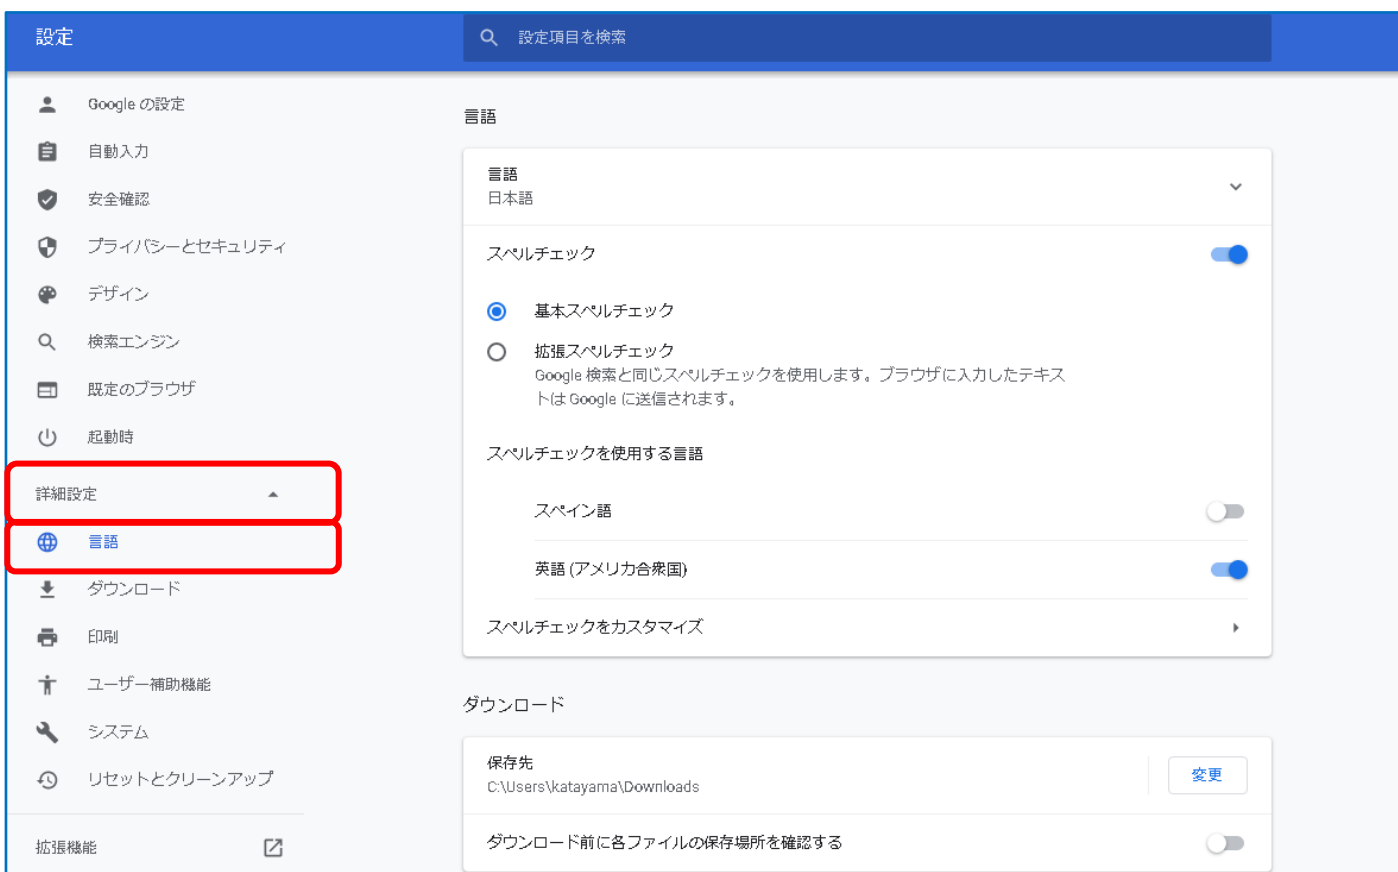 設定
設定項目を検索
Google の設定
自動入力
安全確認
プライバシーとセキュリティ
デザイン
検索エンジン
既定のブラウザ
起動時
詳細設定
言語
ダウンロード
印刷
ユーザー補助機能
システム
リセットとクリーンアップ
拡張機能
言語
言語
日本語
スペルチェック
基本スペルチェック
拡張スペルチェック
Google 検索と同じスペルチェックを使用します。ブラウザに入力したテキス
トは Google に送信されます。
スペルチェックを使用する言語
スペイン語
英語 (アメリカ合衆国)
スペルチェックをカスタマイズ
ダウンロード
保存先
C:\Users\katayama\Downloads
変更
ダウンロード前に各ファイルの保存場所を確認する